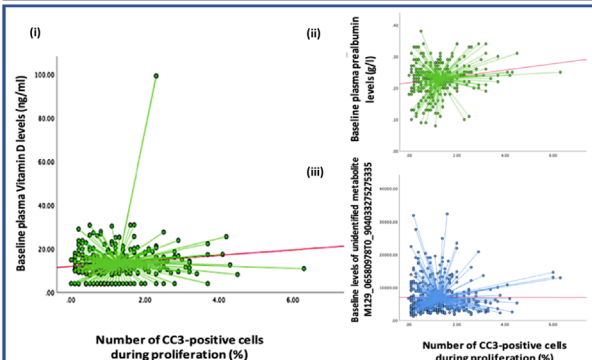 (i)
Baseline plasma Vitamin D levels (ng/ml)
100.00
80.00
60.00
40.00
20.00
.00
.00
2.00
4.00
6.00
Number of CC3-positive cells
during proliferation (%)
(ii)
Baseline plasma prealbumin
levels (g/l)
.40
.30
.20
.10
.00
.00
2.00
4.00
6.00
(iii)
Baseline levels of unidentified metabolite
M129_06580978T0_904033275275335
40000.00
30000.00
20000.00
10000.00
.00
.00
2.00
4.00
6.00
Number of CC3-positive cells
during proliferation (%)